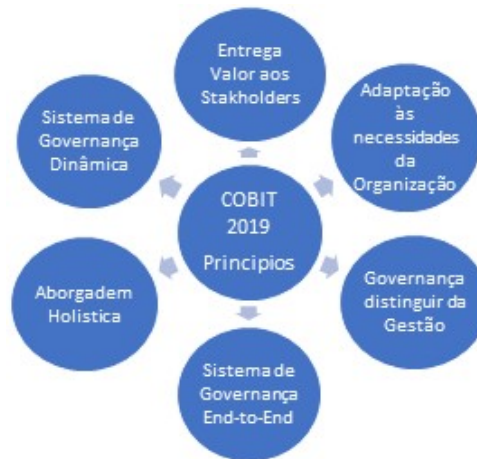 Entrega
Valor aos
Stakholders
Adaptação
às
necessidades
da
Organização
Governança
distinguir da
Gestão
Sistema de
Governança
End-to-End
Aborgadem
Holistica
Sistema de
Governança
Dinâmica
COBIT
2019
Principios